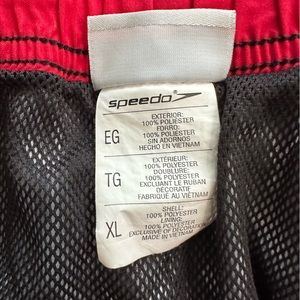 speedo
EG
EXTERIOR:
100% POLIESTER
FORRO:
100% POLIESTER
SIN ADORNOS
HECHO EN VIETNAM
TG
EXTÉRIEUR:
100% POLYESTER
DOUBLURE:
100% POLYESTER
EXCLUANT LE RUBAN
DÉCORATIF
FABRIQUÉ AU VIETNAM
XL
SHELL:
100% POLYESTER
LINING:
100% POLYESTER
EXCLUSIVE OF DECORATION
MADE IN VIETNAM